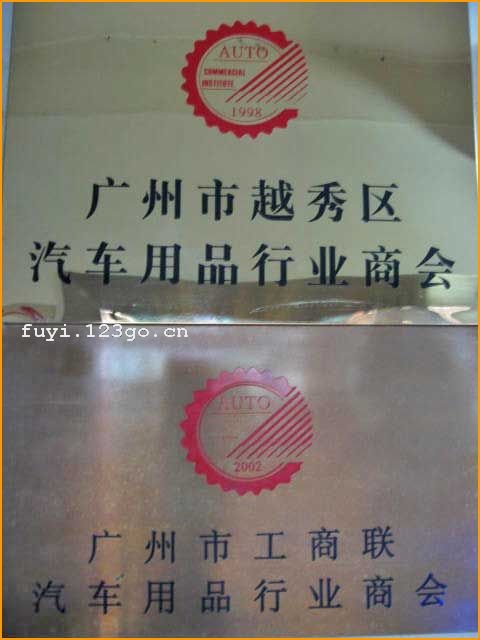 AUTO
COMMERCIAL
INSTITUTE
1998
广州市越秀区
汽车用品行业商会
fuyi.123go.cn
AUTO
2002
广州市工商联
汽车用品行业商会